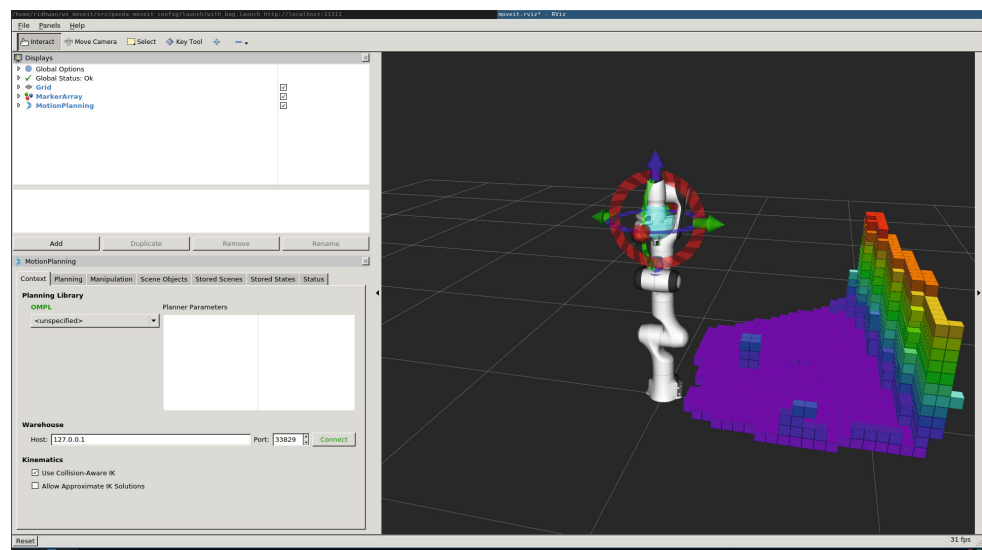 /home/ridhwan/ws_moveit/src/panda_moveit_config/launch/with_bag.launch http://localhost:11311
moveit.rviz* - RViz
File Panels Help
Interact Move Camera Select Key Tool
Displays
Global Options
Global Status: Ok
Grid
MarkerArray
MotionPlanning
Add Duplicate Remove Rename
MotionPlanning
Context Planning Manipulation Scene Objects Stored Scenes Stored States Status
Planning Library
OMPL Planner Parameters
<unspecified>
Warehouse
Host: 127.0.0.1 Port: 33829 Connect
Kinematics
Use Collision-Aware IK
Allow Approximate IK Solutions
Reset
31 fps